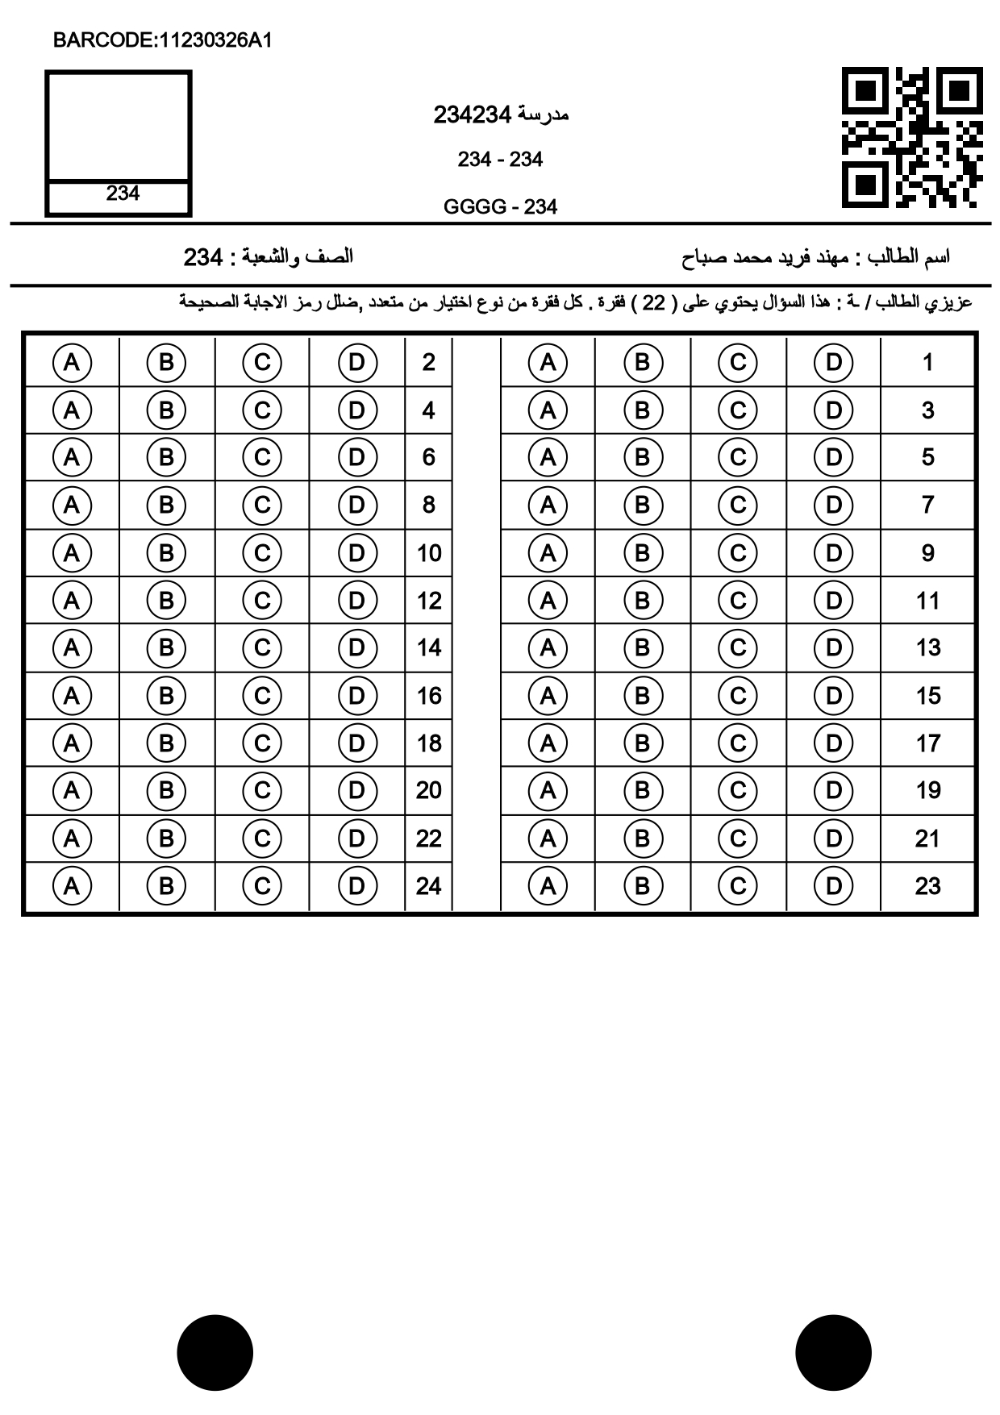 BARCODE:11230326A1
مدرسة 234234
234 - 234
234
GGGG - 234
اسم الطالب : مهند فريد محمد صباح
الصف والشعبة : 234
عزيزي الطالب / ـة : هذا السؤال يحتوي على ( 22 ) فقرة . كل فقرة من نوع اختيار من متعدد ,ضلل رمز الاجابة الصحيحة
A B C D 2 A B C D 1
A B C D 4 A B C D 3
A B C D 6 A B C D 5
A B C D 8 A B C D 7
A B C D 10 A B C D 9
A B C D 12 A B C D 11
A B C D 14 A B C D 13
A B C D 16 A B C D 15
A B C D 18 A B C D 17
A B C D 20 A B C D 19
A B C D 22 A B C D 21
A B C D 24 A B C D 23